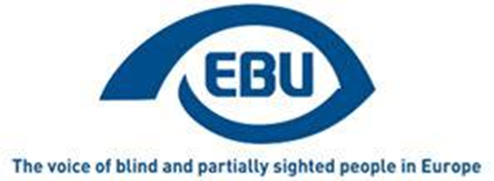 EBU
The voice of blind and partially sighted people in Europe